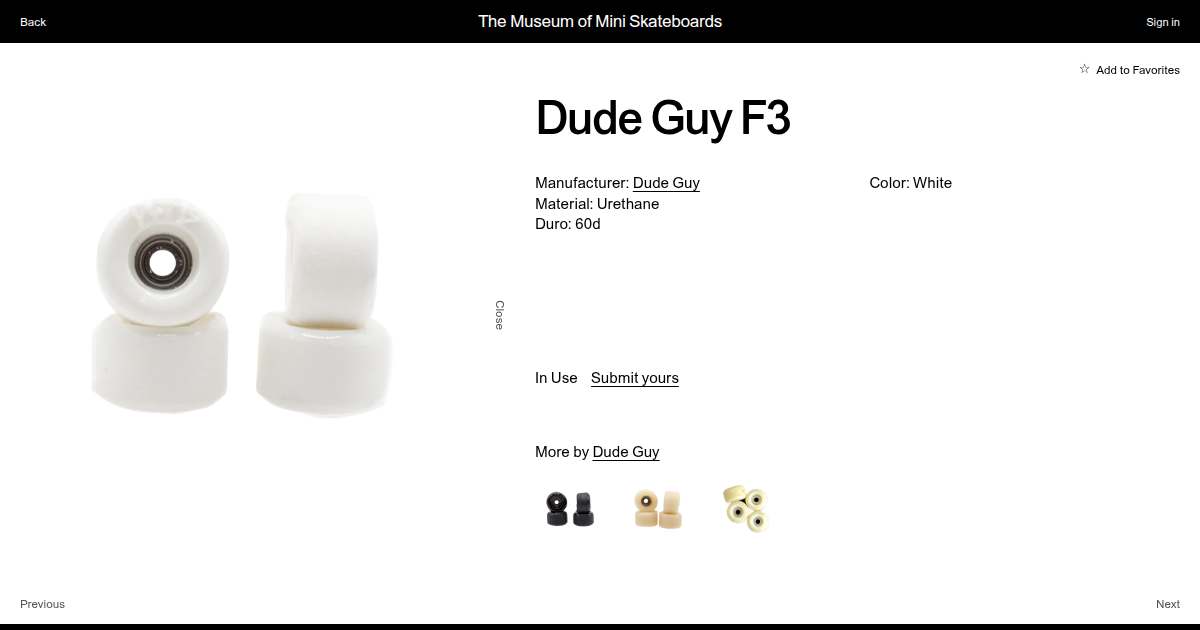 Back
The Museum of Mini Skateboards
Sign in
☆ Add to Favorites
Dude Guy F3
Manufacturer: Dude Guy
Color: White
Material: Urethane
Duro: 60d
Close
In Use Submit yours
More by Dude Guy
Previous
Next